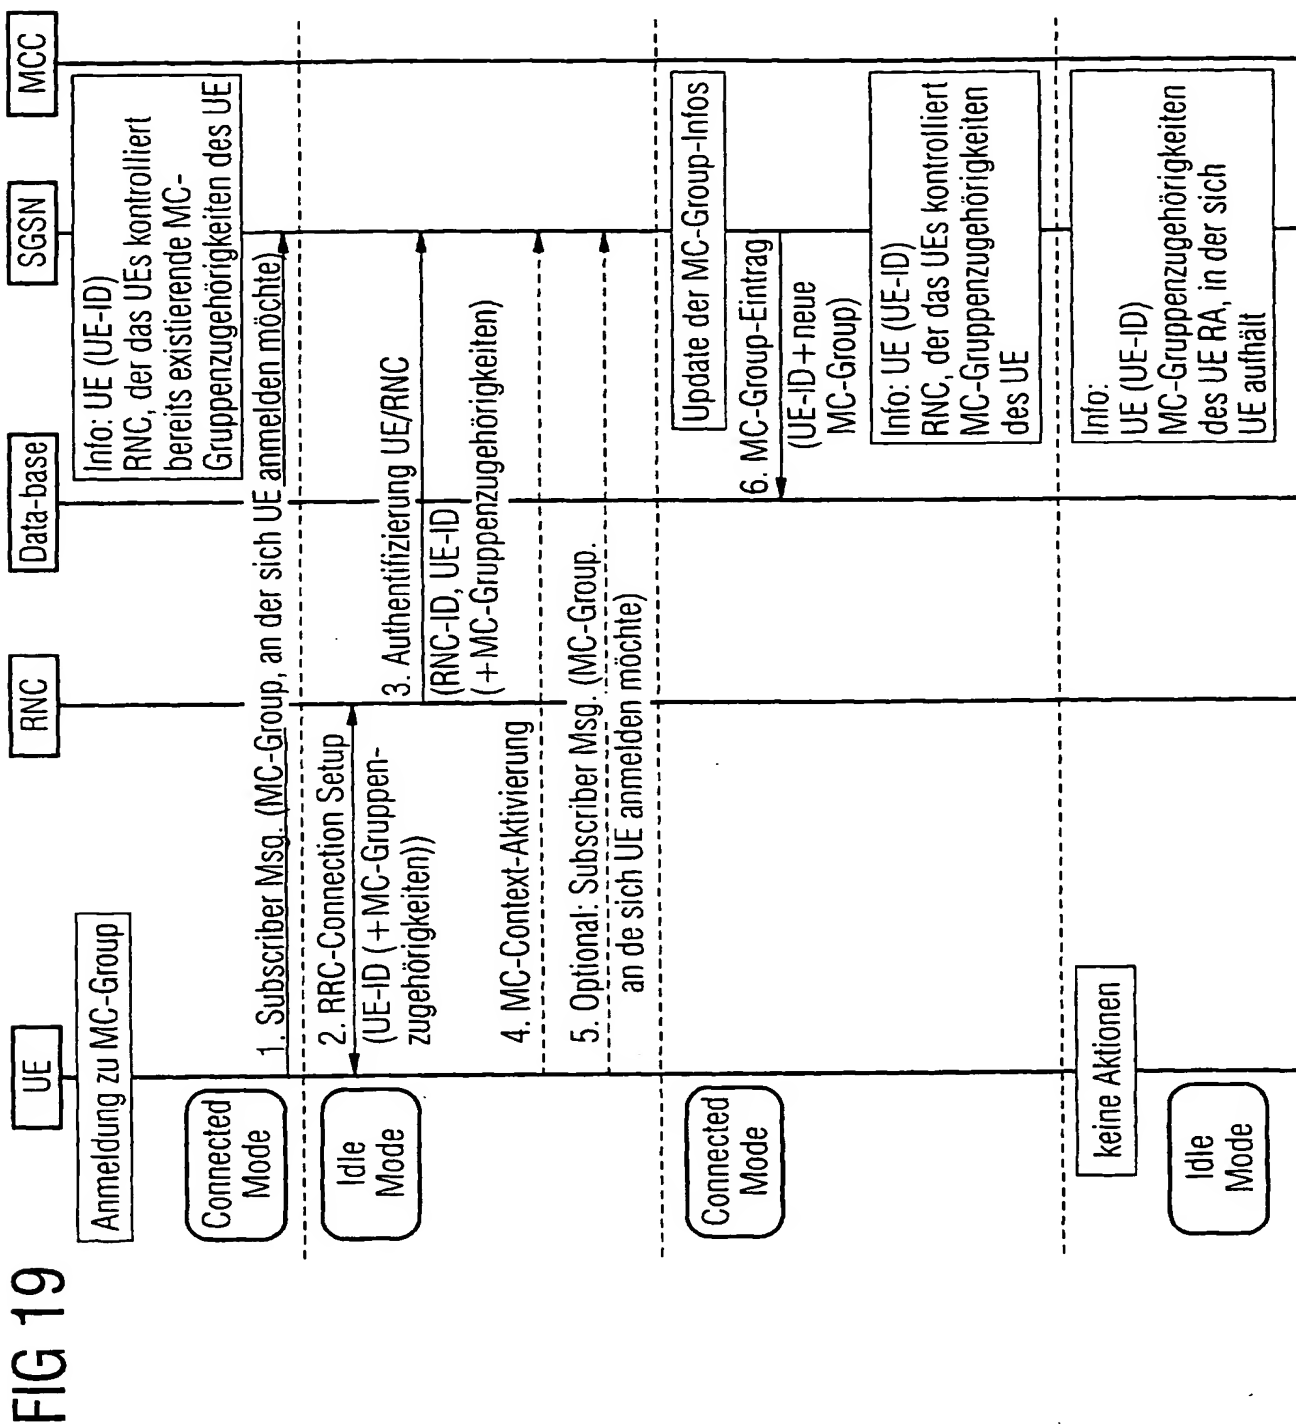 FIG 19
UE
RNC
Data-base
SGSN
MCC
Anmeldung zu MC-Group
Info: UE (UE-ID)
RNC, der das UEs kontrolliert
bereits existierende MC-
Gruppenzugehörigkeiten des UE
Connected
Mode
1. Subscriber Msg. (MC-Group, an der sich UE anmelden möchte)
Idle
Mode
2. RRC-Connection Setup
(UE-ID (+MC-Gruppen-
zugehörigkeiten))
3. Authentifizierung UE/RNC
(RNC-ID, UE-ID
(+MC-Gruppenzugehörigkeiten)
4. MC-Context-Aktivierung
5. Optional: Subscriber Msg. (MC-Group.
an de sich UE anmelden möchte)
Connected
Mode
Update der MC-Group-Infos
6. MC-Group-Eintrag
(UE-ID+neue
MC-Group)
Info: UE (UE-ID)
RNC, der das UEs kontrolliert
MC-Gruppenzugehörigkeiten
des UE
keine Aktionen
Idle
Mode
Info:
UE (UE-ID)
MC-Gruppenzugehörigkeiten
des UE RA, in der sich
UE aufhält